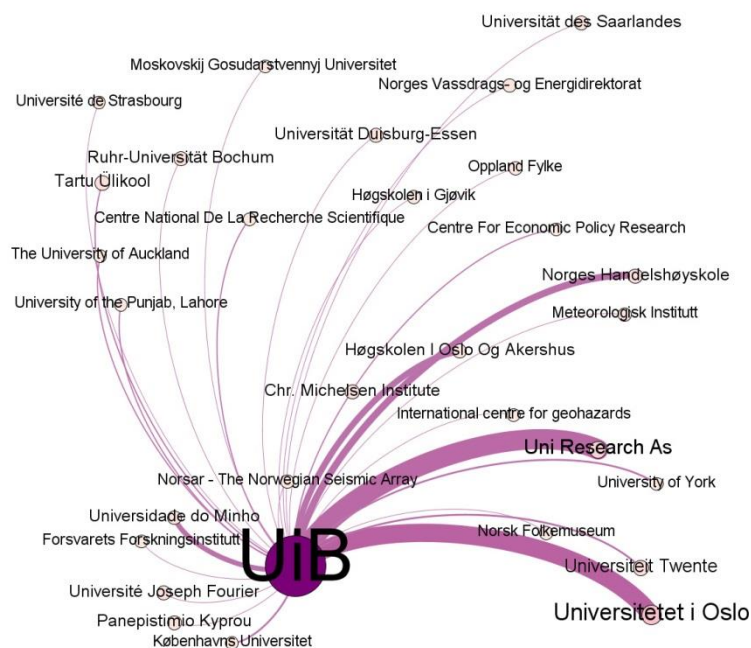 Universität des Saarlandes
Moskovskij Gosudarstvennyj Universitet
Norges Vassdrags- og Energidirektorat
Université de Strasbourg
Universität Duisburg-Essen
Ruhr-Universität Bochum
Oppland Fylke
Tartu Ülikool
Høgskolen i Gjøvik
Centre National De La Recherche Scientifique
Centre For Economic Policy Research
The University of Auckland
Norges Handelshøyskole
University of the Punjab, Lahore
Meteorologisk Institutt
Høgskolen I Oslo Og Akershus
Chr. Michelsen Institute
International centre for geohazards
Uni Research As
Norsar - The Norwegian Seismic Array
University of York
Universidade do Minho
Norsk Folkemuseum
Forsvarets Forskningsinstitutt
UiB
Universiteit Twente
Université Joseph Fourier
Universitetet i Oslo
Panepistimio Kyprou
Københavns Universitet